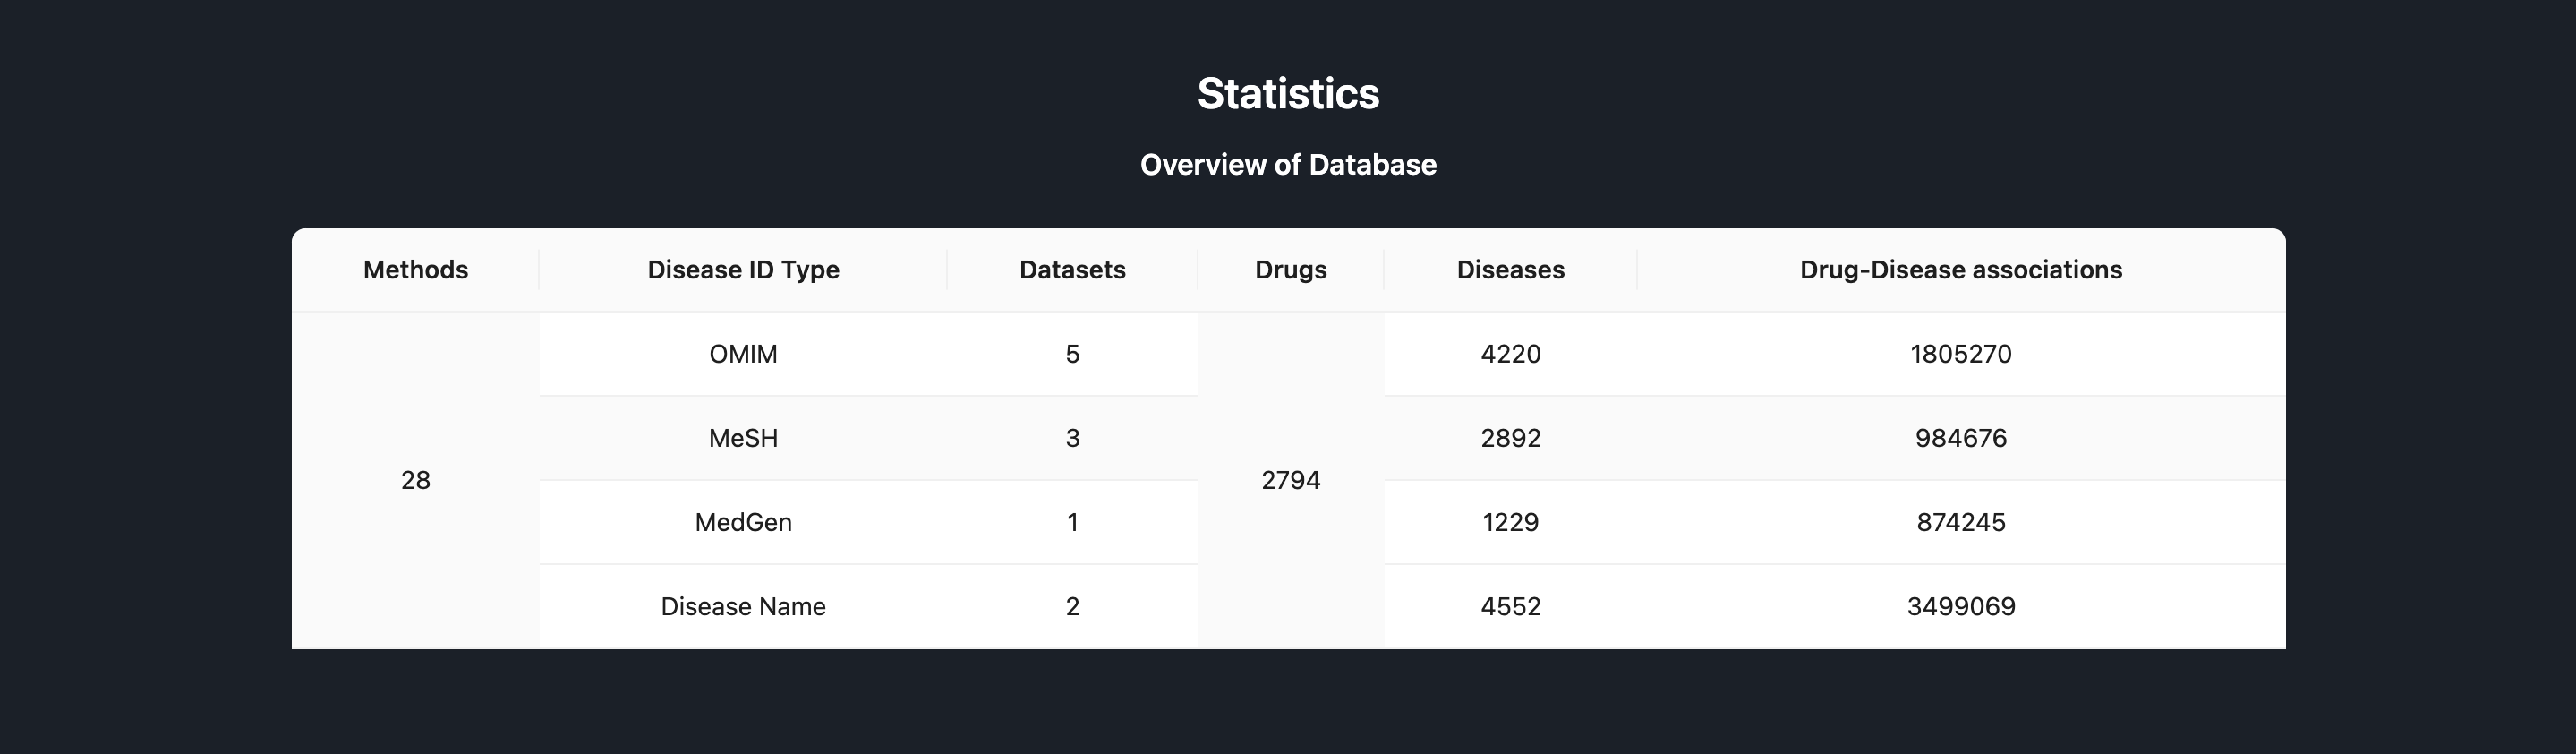 Statistics
Overview of Database
Methods Disease ID Type Datasets Drugs Diseases Drug-Disease associations
OMIM 5 4220 1805270
MeSH 3 2892 984676
28 2794
MedGen 1 1229 874245
Disease Name 2 4552 3499069